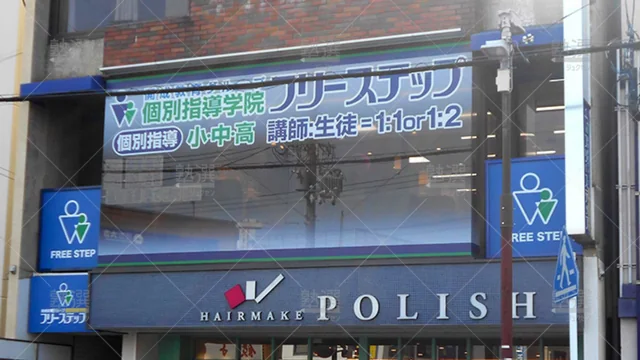 個別指導学院
フリーステップ
個別指導 小中高 講師:生徒=1:1or1:2
FREE STEP
FREE STEP
フリーステップ
HAIRMAKE POLISH